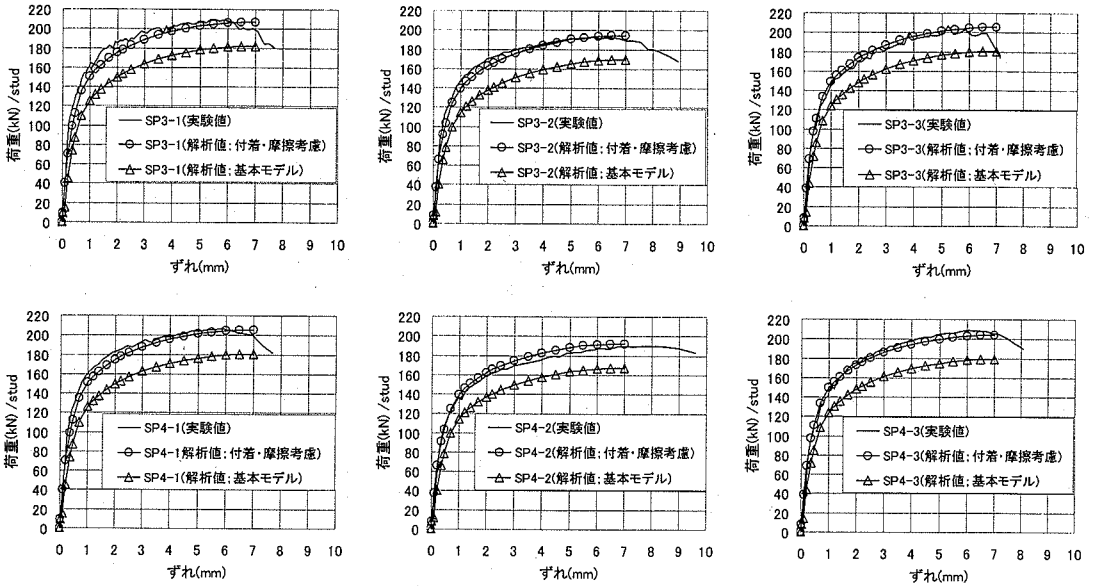 荷重(kN)/stud
220
200
180
160
140
120
100
80
60
40
20
0
SP3-1(実験値)
SP3-1(解析値;付着・摩擦考慮)
SP3-1(解析値;基本モデル)
0 1 2 3 4 5 6 7 8 9 10
ずれ(mm)
荷重(kN)/stud
220
200
180
160
140
120
100
80
60
40
20
0
SP3-2(実験値)
SP3-2(解析値;付着・摩擦考慮)
SP3-2(解析値;基本モデル)
0 1 2 3 4 5 6 7 8 9 10
ずれ(mm)
荷重(kN)/stud
220
200
180
160
140
120
100
80
60
40
20
0
SP3-3(実験値)
SP3-3(解析値;付着・摩擦考慮)
SP3-3(解析値;基本モデル)
0 1 2 3 4 5 6 7 8 9 10
ずれ(mm)
荷重(kN)/stud
220
200
180
160
140
120
100
80
60
40
20
0
SP4-1(実験値)
SP4-1解析値;付着・摩擦考慮)
SP4-1(解析値;基本モデル)
0 1 2 3 4 5 6 7 8 9 10
ずれ(mm)
荷重(kN)/stud
220
200
180
160
140
120
100
80
60
40
20
0
SP4-2(実験値)
SP4-2(解析値;付着・摩擦考慮)
SP4-2(解析値;基本モデル)
0 1 2 3 4 5 6 7 8 9 10
ずれ(mm)
荷重(kN)/stud
220
200
180
160
140
120
100
80
60
40
20
0
SP4-3(実験値)
SP4-3(解析値;付着・摩擦考慮)
SP4-3(解析値;基本モデル)
0 1 2 3 4 5 6 7 8 9 10
ずれ(mm)